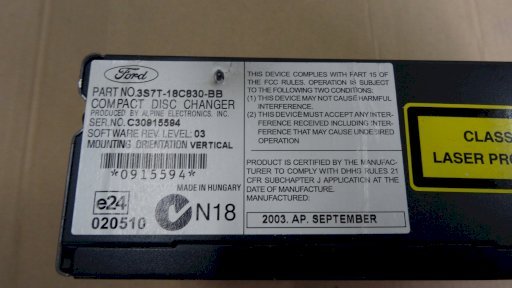 Ford
PART NO.3S7T-18C830-BB
COMPACT DISC CHANGER
PRODUCED BY ALPINE ELECTRONICS, INC.
SER.NO. C30915594
SOFTWARE REV. LEVEL: 03
MOUNTING ORIENTATION VERTICAL
*0915594*
MADE IN HUNGARY
e24
020510
N18
THIS DEVICE COMPLIES WITH PART 15 OF
THE FCC RULES. OPERATION IS SUBJECT TO
THE FOLLOWING TWO CONDITIONS:
(1) THIS DEVICE MAY NOT CAUSE HARMFUL
INTERFERENCE.
(2) THIS DEVICE MUST ACCEPT ANY INTER-
FERENCE RECEIVED INCLUDING INTER-
FERENCE THAT MAY CAUSE UNDESIRED
OPERATION.
PRODUCT IS CERTIFIED BY THE MANUFAC-
TURER TO COMPLY WITH DHHS RULES 21
CFR SUBCHAPTER J APPLICATION AT THE
DATE OF MANUFACTURE.
MANUFACTURED:
2003. AP. SEPTEMBER
CLASS
LASER PRO